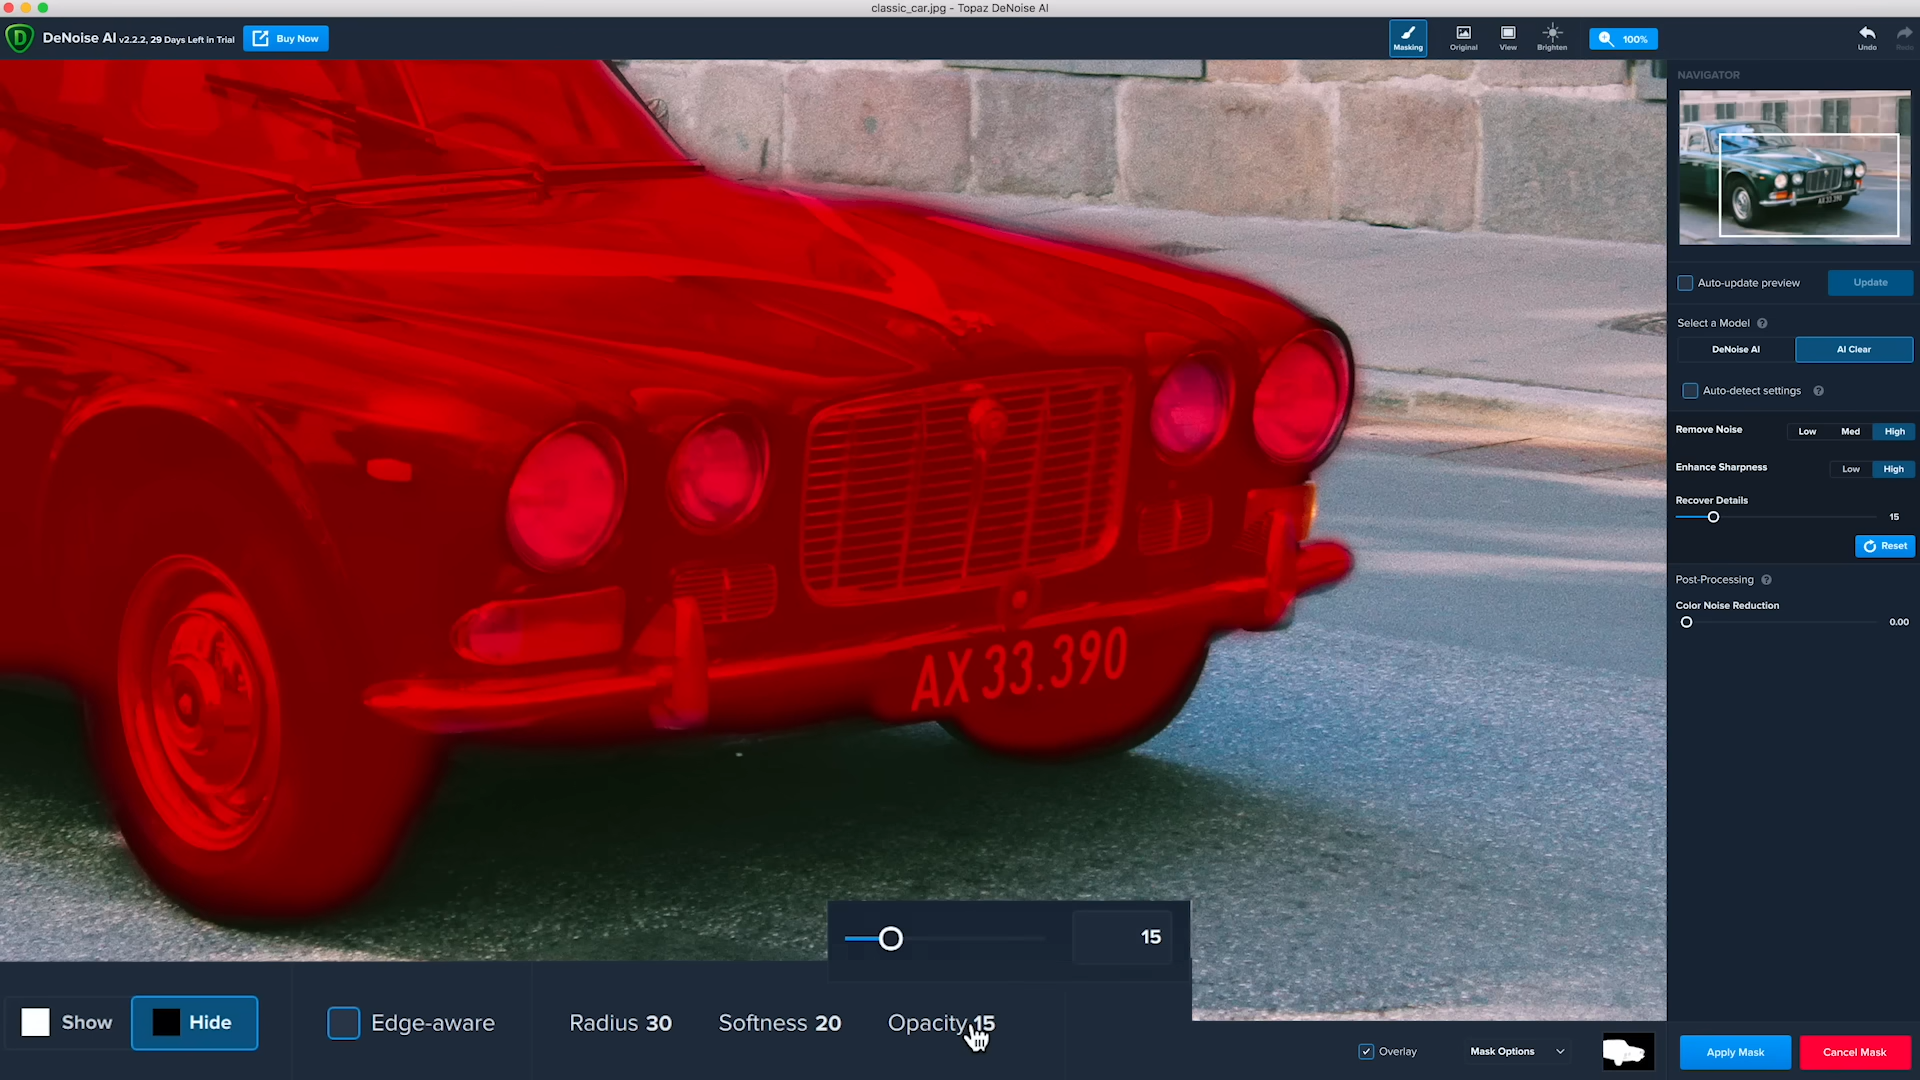 classic_car.jpg - Topaz DeNoise AI
DeNoise AI v2.2.2, 29 Days Left in Trial
Buy Now
Masking
Original
View
Brighten
100%
Undo
Redo
NAVIGATOR
AX 33.390
Auto-update preview
Update
Select a Model ?
DeNoise AI
AI Clear
Auto-detect settings ?
Remove Noise
Low
Med
High
Enhance Sharpness
Low
High
Recover Details
15
Reset
Post-Processing ?
Color Noise Reduction
0.00
AX 33.390
15
Show
Hide
Edge-aware
Radius 30
Softness 20
Opacity 15
Overlay
Mask Options
Apply Mask
Cancel Mask